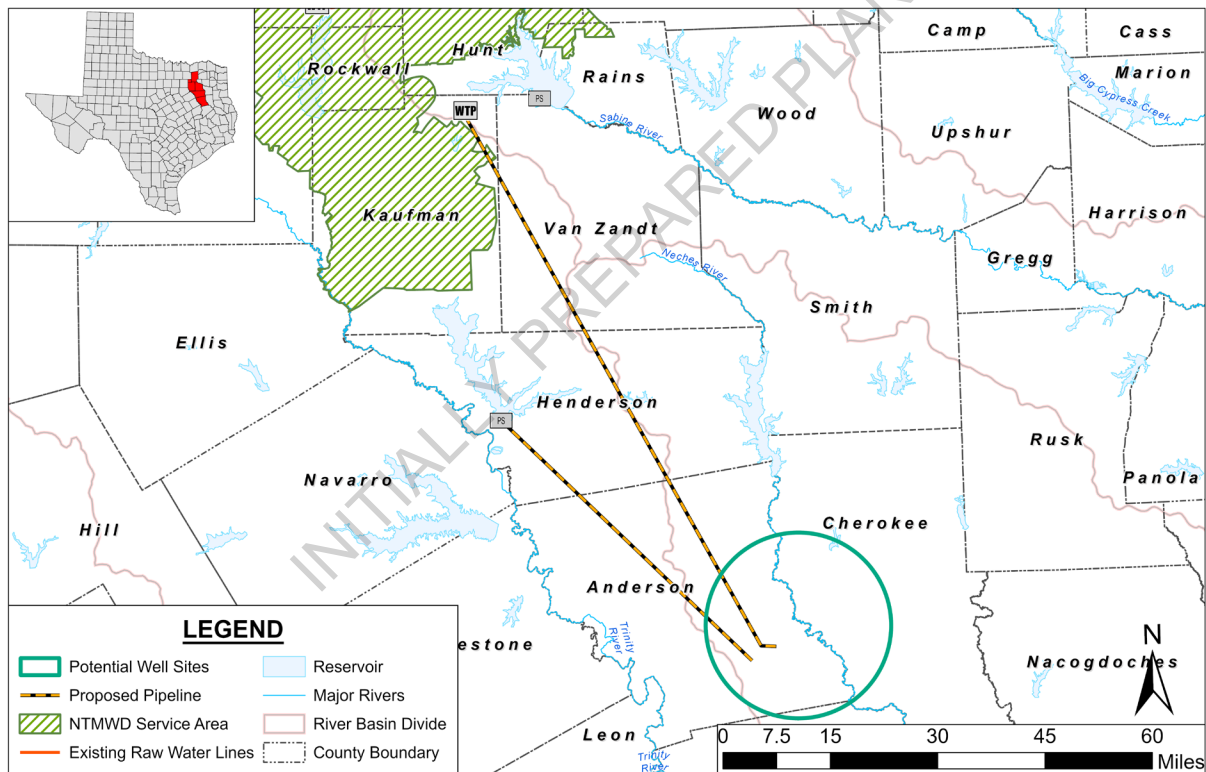 Hunt
Rockwall
Rains
Camp
Cass
Marion
Big Cypress Creek
PS
WTP
Sabine River
Wood
Upshur
Kaufman
Van Zandt
Harrison
Neches River
Gregg
Smith
Ellis
Henderson
PS
Rusk
Navarro
Panola
Hill
Cherokee
Anderson
INITIALLY PREPARED PLAN
Trinity
River
estone
Nacogdoches
Leon
Trinity
River
N
LEGEND
Potential Well Sites
Reservoir
Proposed Pipeline
Major Rivers
NTMWD Service Area
River Basin Divide
Existing Raw Water Lines
County Boundary
0 7.5 15 30 45 60
Miles